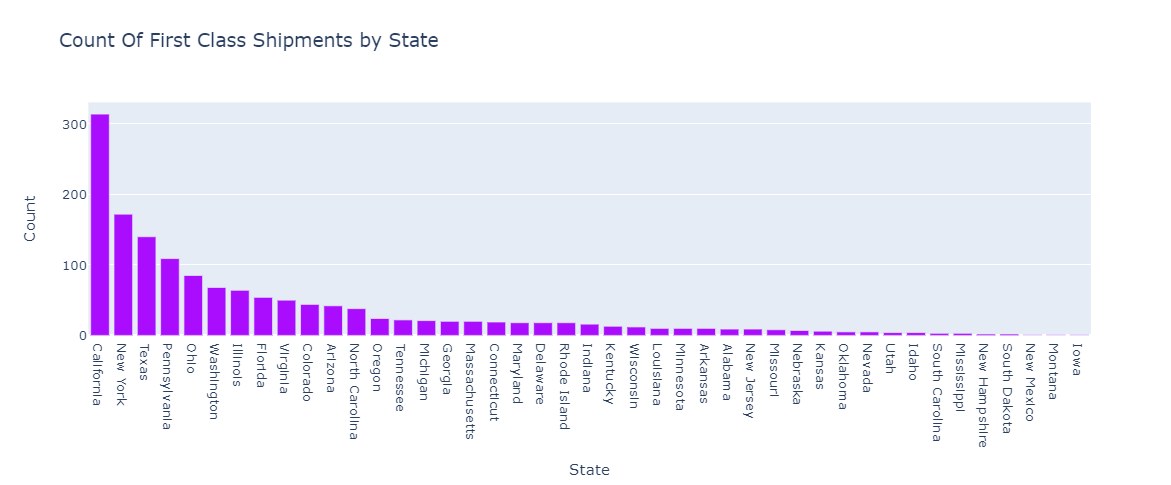 Count Of First Class Shipments by State
300
200
100
0
Count
California
New York
Texas
Pennsylvania
Ohio
Washington
Illinois
Florida
Virginia
Colorado
Arizona
North Carolina
Oregon
Tennessee
Michigan
Georgia
Massachusetts
Connecticut
Maryland
Delaware
Rhode Island
Indiana
Kentucky
Wisconsin
Louisiana
Minnesota
Arkansas
Alabama
New Jersey
Missouri
Nebraska
Kansas
Oklahoma
Nevada
Utah
Idaho
South Carolina
Mississippi
New Hampshire
South Dakota
New Mexico
Montana
Iowa
State